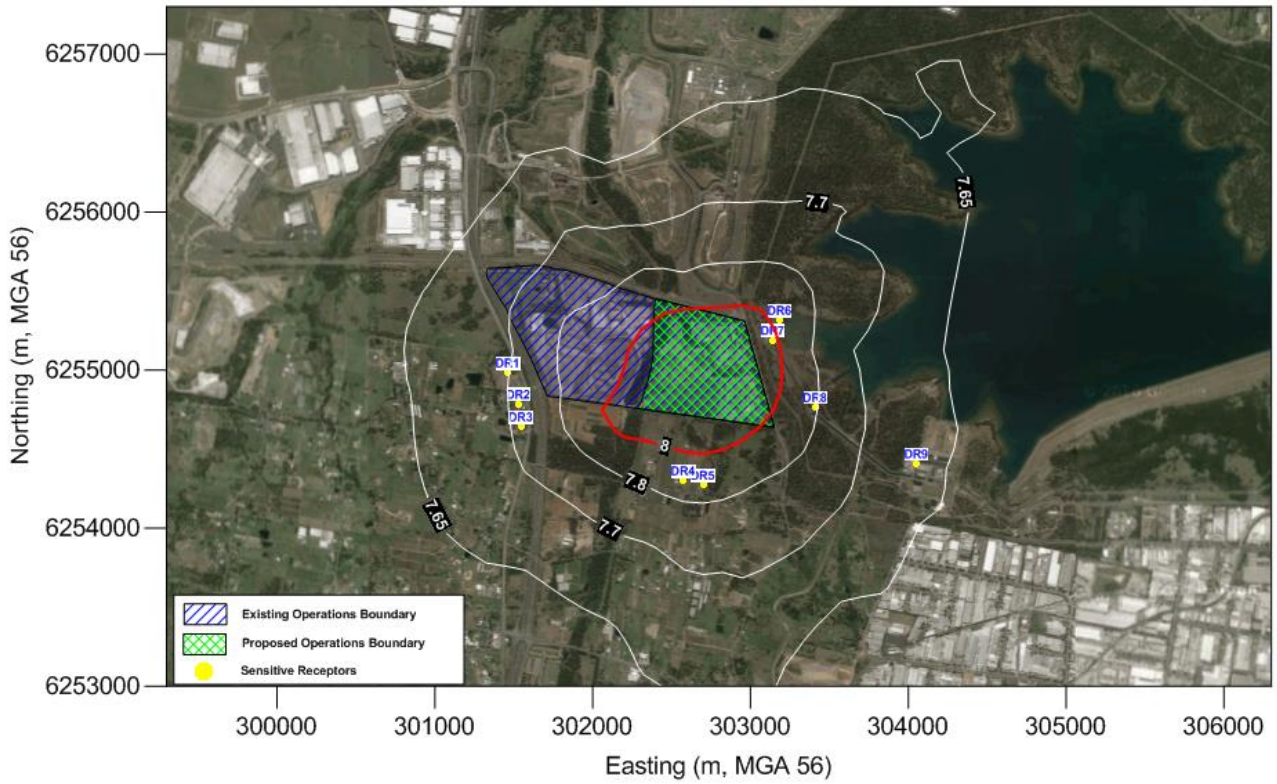 6257000
6256000
6255000
6254000
6253000
Northing (m, MGA 56)
7.7
7.65
DR6
DR7
DR1
DR2
DR3
DR8
8
DR4
DR5
DR9
7.8
7.65
7.7
Existing Operations Boundary
Proposed Operations Boundary
Sensitive Receptors
300000 301000 302000 303000 304000 305000 306000
Easting (m, MGA 56)